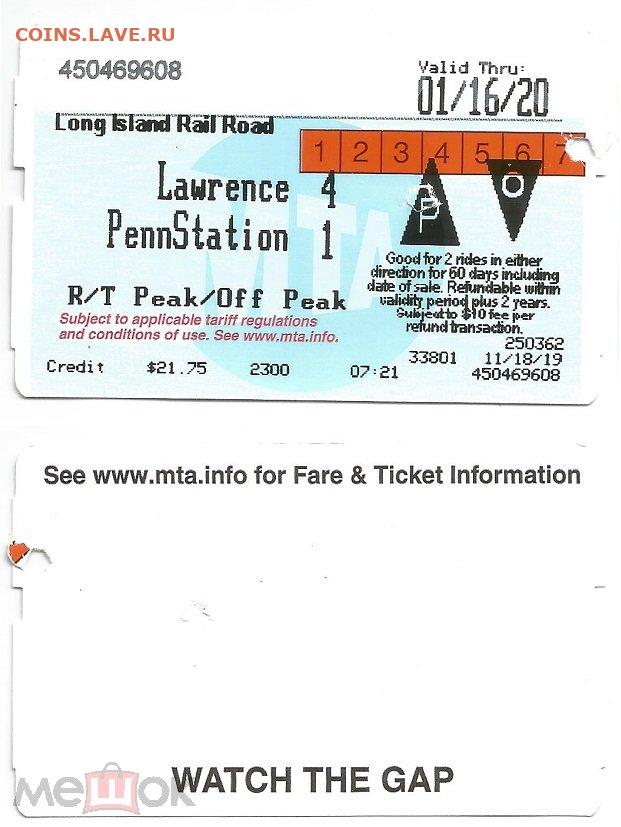 COINS.LAVE.RU
450469608
Valid Thru:
01/16/20
Long Island Rail Road
1 2 3 4 5 6 7
Lawrence 4
P O
PennStation 1
MTA
Good for 2 rides in either
direction for 60 days including
date of sale. Refundable within
validity period plus 2 years.
Subject to $10 fee per
refund transaction.
R/T Peak/Off Peak
Subject to applicable tariff regulations
and conditions of use. See www.mta.info.
250362
33801 11/18/19
Credit $21.75 2300 07:21 450469608
See www.mta.info for Fare & Ticket Information
WATCH THE GAP
мешок